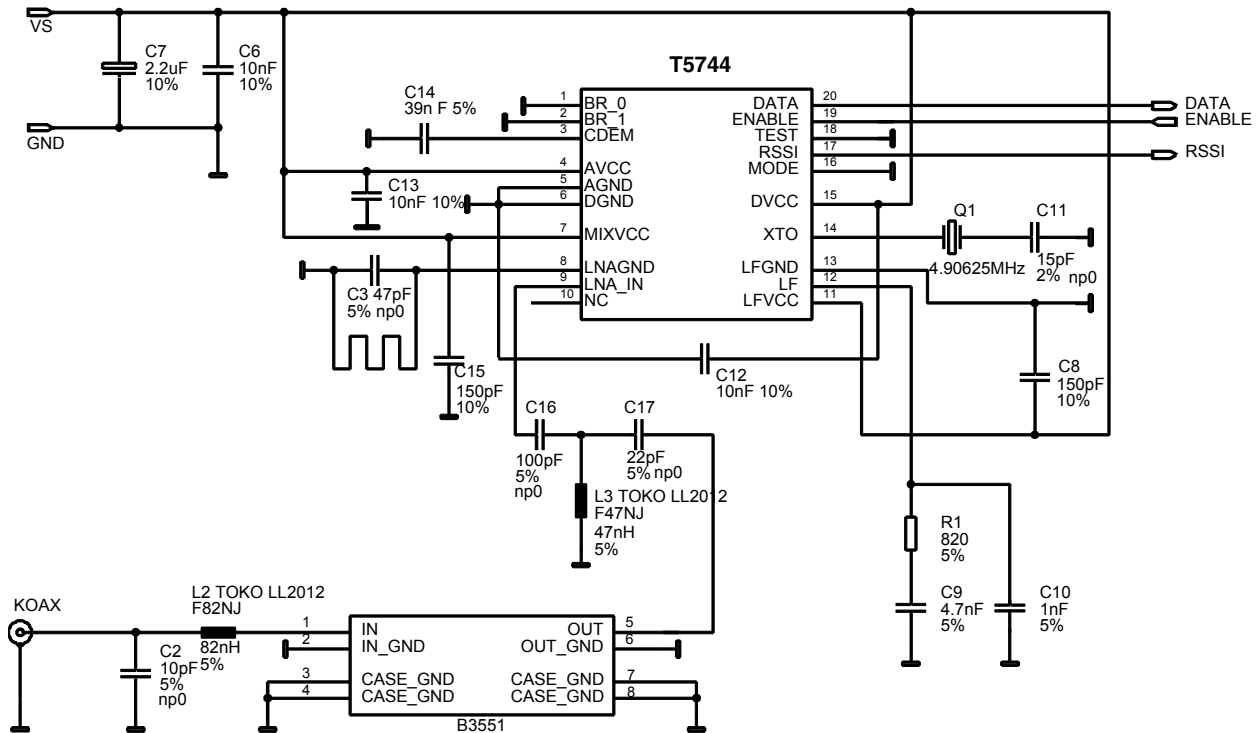 VS
C7
2.2uF
10%
C6
10nF
10%
GND
T5744
C14
39n F 5%
C13
10nF 10%
1 BR_0
2 BR_1
3 CDEM
4 AVCC
5 AGND
6 DGND
7 MIXVCC
8 LNAGND
9 LNA_IN
10 NC
DATA 20
ENABLE 19
TEST 18
RSSI 17
MODE 16
DVCC 15
XTO 14
LFGND 13
LF 12
LFVCC 11
DATA
ENABLE
RSSI
Q1
4.90625MHz
C11
15pF
2% np0
C3 47pF
5% np0
C15
150pF
10%
C12
10nF 10%
C8
150pF
10%
C16
100pF
5%
np0
C17
22pF
5% np0
L3 TOKO LL2012
F47NJ
47nH
5%
R1
820
5%
C9
4.7nF
5%
C10
1nF
5%
KOAX
L2 TOKO LL2012
F82NJ
82nH
5%
C2
10pF
5%
np0
1 IN
2 IN_GND
3 CASE_GND
4 CASE_GND
OUT 5
OUT_GND 6
CASE_GND 7
CASE_GND 8
B3551